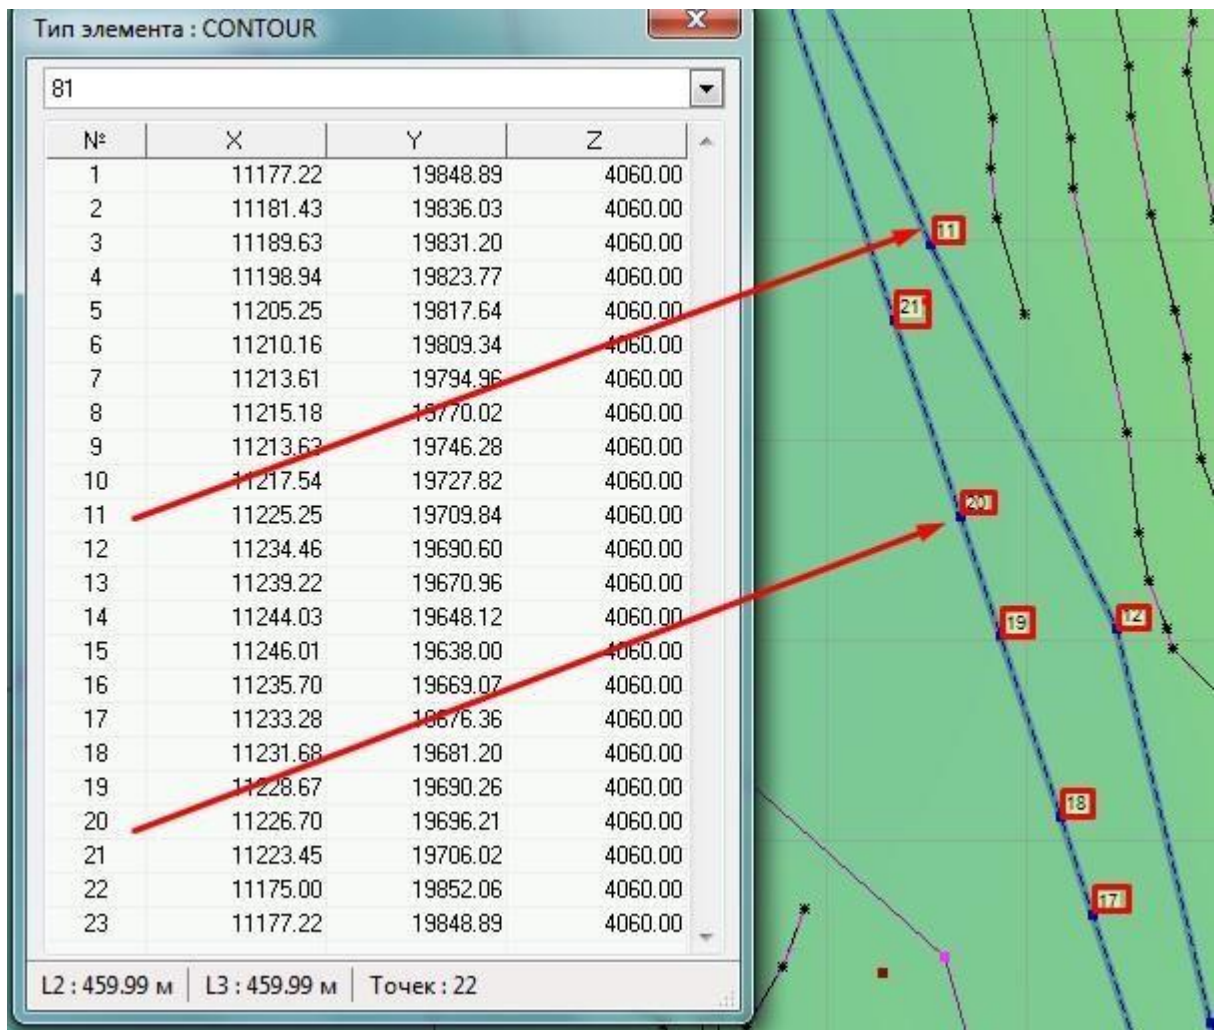 Тип элемента : CONTOUR
81
№ X Y Z
1 11177.22 19848.89 4060.00
2 11181.43 19836.03 4060.00
3 11189.63 19831.20 4060.00
4 11198.94 19823.77 4060.00
5 11205.25 19817.64 4060.00
6 11210.16 19809.34 4060.00
7 11213.61 19794.96 4060.00
8 11215.18 19770.02 4060.00
9 11213.63 19746.28 4060.00
10 11217.54 19727.82 4060.00
11 11225.25 19709.84 4060.00
12 11234.46 19690.60 4060.00
13 11239.22 19670.96 4060.00
14 11244.03 19648.12 4060.00
15 11246.01 19638.00 4060.00
16 11235.70 19669.07 4060.00
17 11233.28 19676.36 4060.00
18 11231.68 19681.20 4060.00
19 11228.67 19690.26 4060.00
20 11226.70 19696.21 4060.00
21 11223.45 19706.02 4060.00
22 11175.00 19852.06 4060.00
23 11177.22 19848.89 4060.00
L2 : 459.99 м L3 : 459.99 м Точек : 22
11
21
20
19
12
18
17